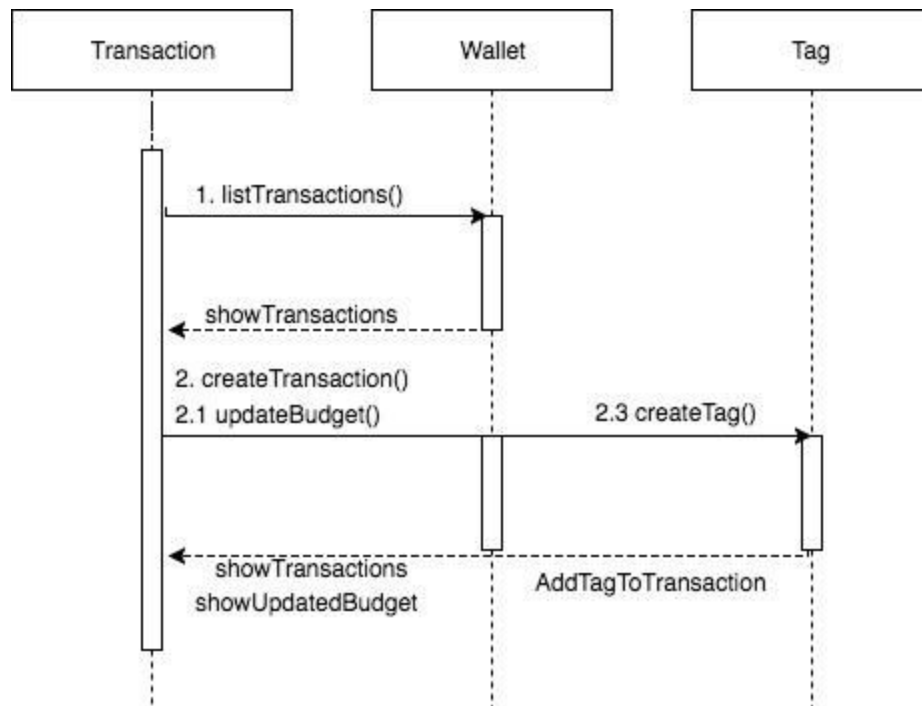 Transaction
Wallet
Tag
1. listTransactions()
showTransactions
2. createTransaction()
2.1 updateBudget()
2.3 createTag()
showTransactions
AddTagToTransaction
showUpdatedBudget